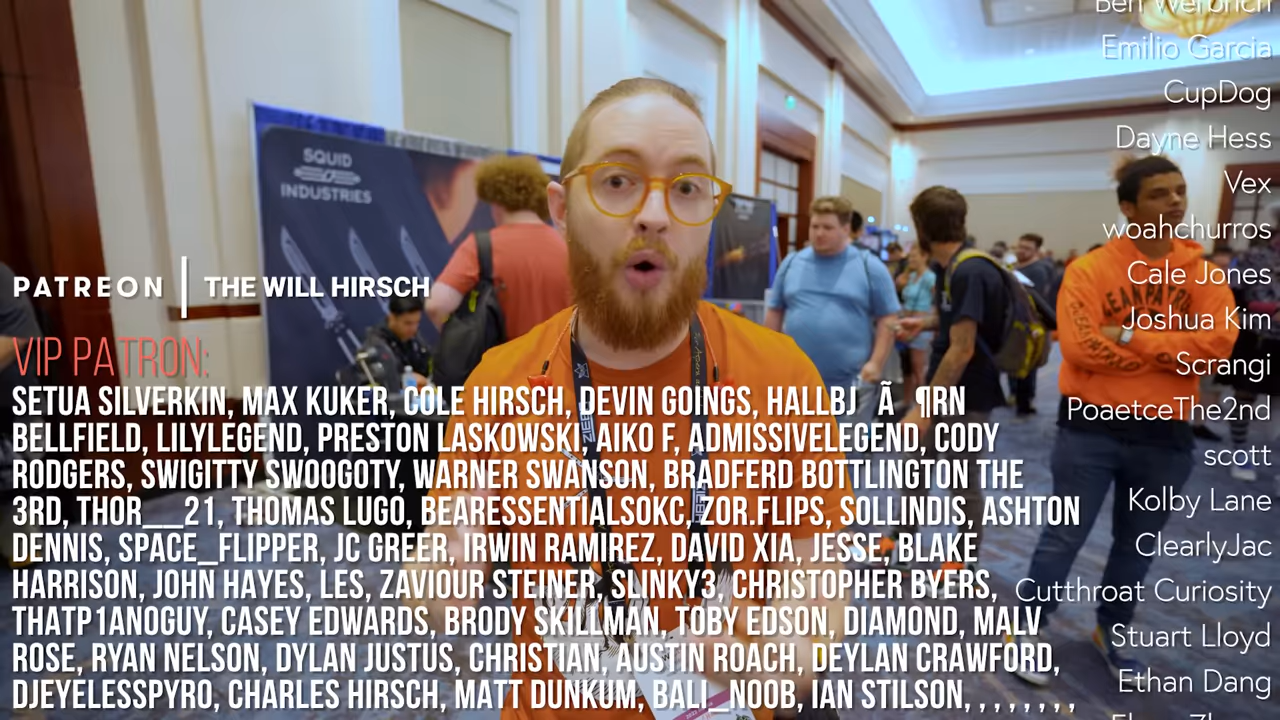 SQUID
INDUSTRIES
PATREON | THE WILL HIRSCH
VIP PATRON:
SETUA SILVERKIN, MAX KUKER, COLE HIRSCH, DEVIN GOINGS, HALLBJ Ã ¶RN
BELLFIELD, LILYLEGEND, PRESTON LASKOWSKI, AIKO F, ADMISSIVELEGEND, CODY
RODGERS, SWIGITTY SWOOGOTY, WARNER SWANSON, BRADFERD BOTTLINGTON THE
3RD, THOR__21, THOMAS LUGO, BEARESSENTIALSOKC, ZOR.FLIPS, SOLLINDIS, ASHTON
DENNIS, SPACE_FLIPPER, JC GREER, IRWIN RAMIREZ, DAVID XIA, JESSE, BLAKE
HARRISON, JOHN HAYES, LES, ZAVIOUR STEINER, SLINKY3, CHRISTOPHER BYERS,
THATP1ANOGUY, CASEY EDWARDS, BRODY SKILLMAN, TOBY EDSON, DIAMOND, MALV
ROSE, RYAN NELSON, DYLAN JUSTUS, CHRISTIAN, AUSTIN ROACH, DEYLAN CRAWFORD,
DJEYELESSPYRO, CHARLES HIRSCH, MATT DUNKUM, BALI_NOOB, IAN STILSON, , , , , , , ,
Emilio Garcia
CupDog
Dayne Hess
Vex
woahchurros
Cale Jones
Joshua Kim
Scrangi
PoaetceThe2nd
scott
Kolby Lane
ClearlyJac
Cutthroat Curiosity
Stuart Lloyd
Ethan Dang